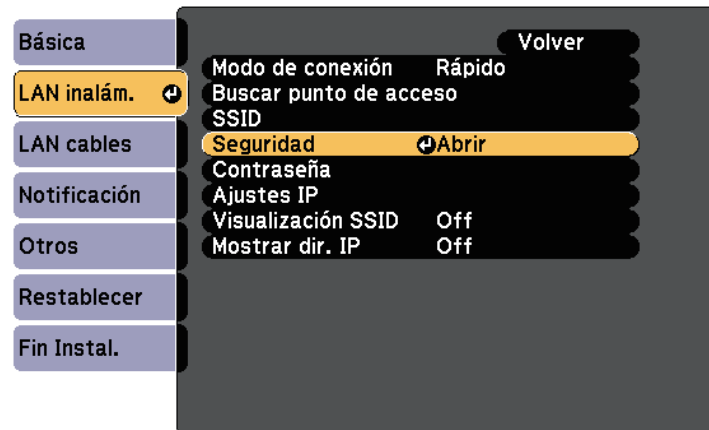 Básica
LAN inalám.
LAN cables
Notificación
Otros
Restablecer
Fin Instal.
Volver
Modo de conexión Rápido
Buscar punto de acceso
SSID
Seguridad Abrir
Contraseña
Ajustes IP
Visualización SSID Off
Mostrar dir. IP Off